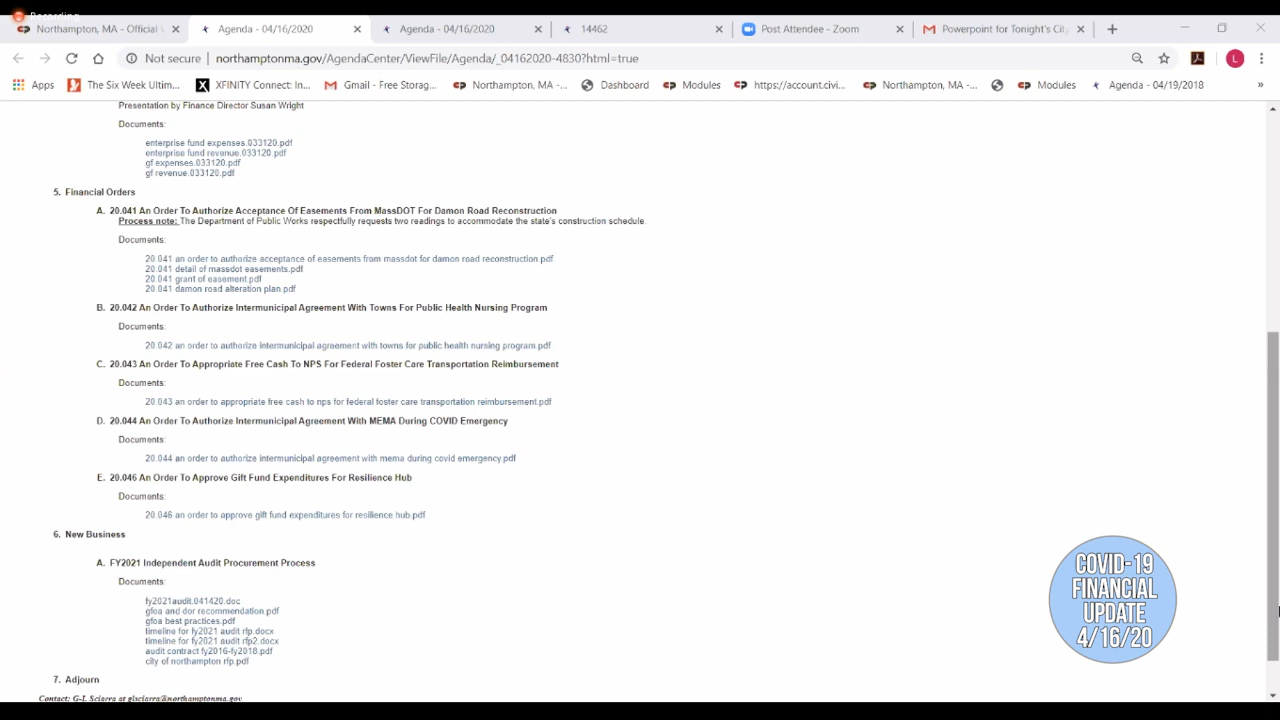 Recording
Northampton, MA - Official
Agenda - 04/16/2020
Agenda - 04/16/2020
14462
Post Attendee - Zoom
Powerpoint for Tonight's City
Not secure
northamptonma.gov/AgendaCenter/ViewFile/Agenda/_04162020-4830?html=true
L
Apps
The Six Week Ultim...
XFINITY Connect: In...
Gmail - Free Storag...
Northampton, MA -...
Dashboard
Modules
https://account.civi...
Northampton, MA -...
Modules
Agenda - 04/19/2018
»
Presentation by Finance Director Susan Wright
Documents:
enterprise fund expenses.033120.pdf
enterprise fund revenue.033120.pdf
gf expenses.033120.pdf
gf revenue.033120.pdf
5. Financial Orders
A. 20.041 An Order To Authorize Acceptance Of Easements From MassDOT For Damon Road Reconstruction
Process note: The Department of Public Works respectfully requests two readings to accommodate the state's construction schedule.
Documents:
20.041 an order to authorize acceptance of easements from massdot for damon road reconstruction.pdf
20.041 detail of massdot easements.pdf
20.041 grant of easement.pdf
20.041 damon road alteration plan.pdf
B. 20.042 An Order To Authorize Intermunicipal Agreement With Towns For Public Health Nursing Program
Documents:
20.042 an order to authorize intermunicipal agreement with towns for public health nursing program.pdf
C. 20.043 An Order To Appropriate Free Cash To NPS For Federal Foster Care Transportation Reimbursement
Documents:
20.043 an order to appropriate free cash to nps for federal foster care transportation reimbursement.pdf
D. 20.044 An Order To Authorize Intermunicipal Agreement With MEMA During COVID Emergency
Documents:
20.044 an order to authorize intermunicipal agreement with mema during covid emergency.pdf
E. 20.046 An Order To Approve Gift Fund Expenditures For Resilience Hub
Documents:
20.046 an order to approve gift fund expenditures for resilience hub.pdf
6. New Business
A. FY2021 Independent Audit Procurement Process
Documents:
fy2021audit.041420.doc
gfoa and dor recommendation.pdf
gfoa best practices.pdf
timeline for fy2021 audit rfp.docx
timeline for fy2021 audit rfp2.docx
audit contract fy2016-fy2018.pdf
city of northampton rfp.pdf
7. Adjourn
Contact: G-L Sciarra at glsciarra@northamptonma.gov
COVID-19
FINANCIAL
UPDATE
4/16/20